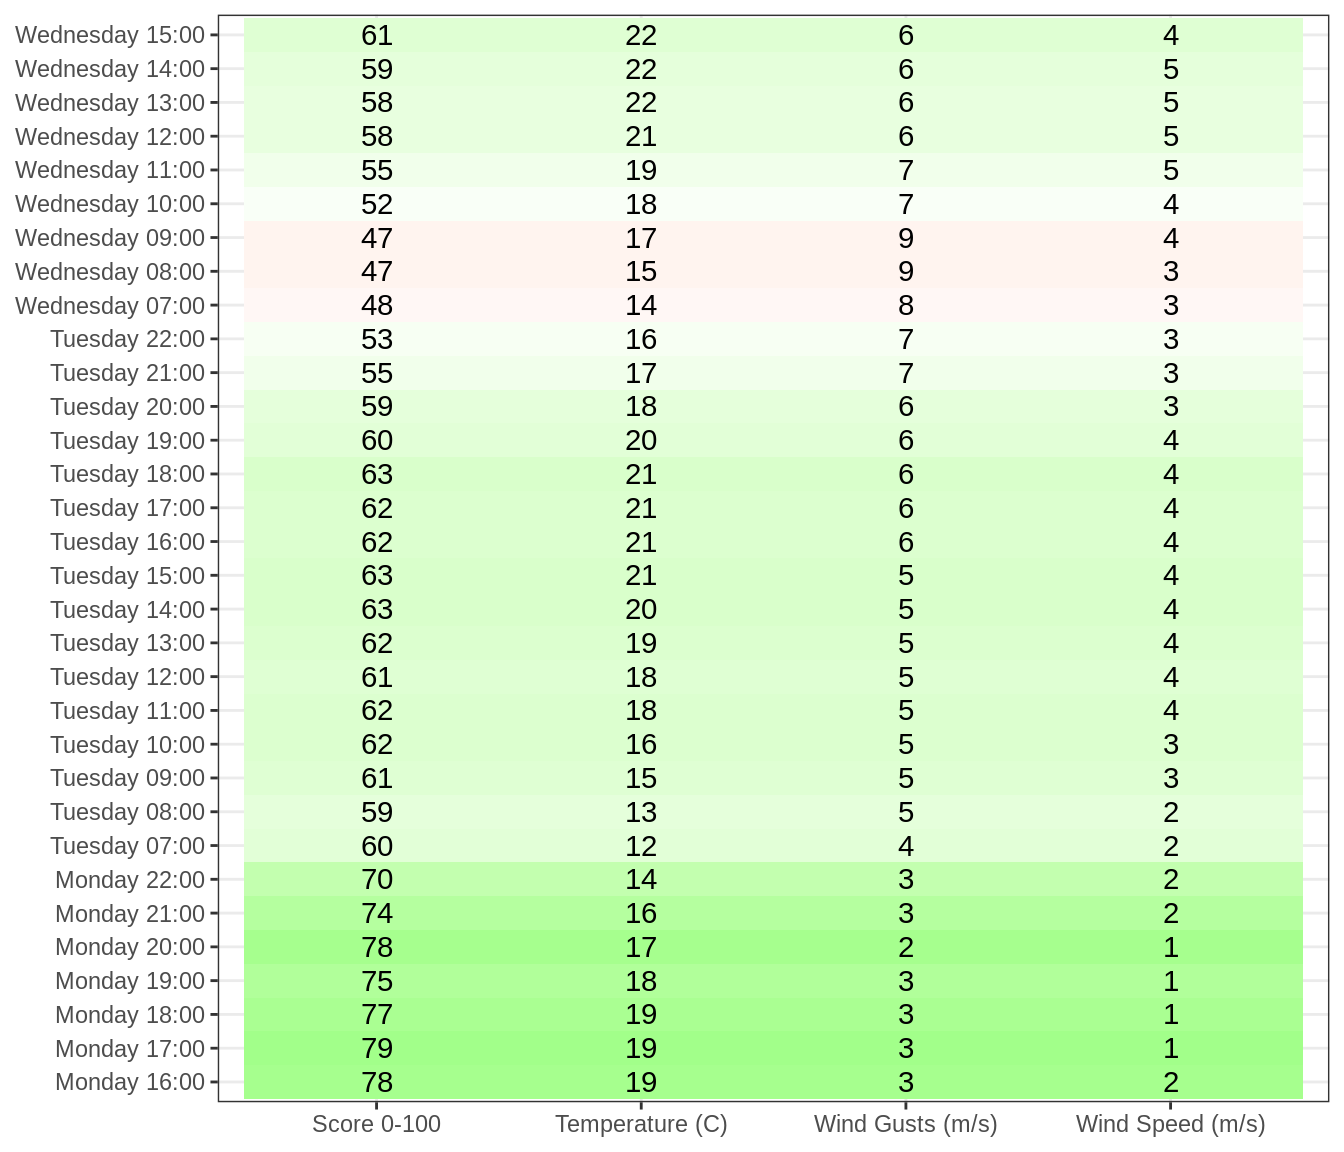 Wednesday 15:00 61 22 6 4
Wednesday 14:00 59 22 6 5
Wednesday 13:00 58 22 6 5
Wednesday 12:00 58 21 6 5
Wednesday 11:00 55 19 7 5
Wednesday 10:00 52 18 7 4
Wednesday 09:00 47 17 9 4
Wednesday 08:00 47 15 9 3
Wednesday 07:00 48 14 8 3
Tuesday 22:00 53 16 7 3
Tuesday 21:00 55 17 7 3
Tuesday 20:00 59 18 6 3
Tuesday 19:00 60 20 6 4
Tuesday 18:00 63 21 6 4
Tuesday 17:00 62 21 6 4
Tuesday 16:00 62 21 6 4
Tuesday 15:00 63 21 5 4
Tuesday 14:00 63 20 5 4
Tuesday 13:00 62 19 5 4
Tuesday 12:00 61 18 5 4
Tuesday 11:00 62 18 5 4
Tuesday 10:00 62 16 5 3
Tuesday 09:00 61 15 5 3
Tuesday 08:00 59 13 5 2
Tuesday 07:00 60 12 4 2
Monday 22:00 70 14 3 2
Monday 21:00 74 16 3 2
Monday 20:00 78 17 2 1
Monday 19:00 75 18 3 1
Monday 18:00 77 19 3 1
Monday 17:00 79 19 3 1
Monday 16:00 78 19 3 2
Score 0-100 Temperature (C) Wind Gusts (m/s) Wind Speed (m/s)